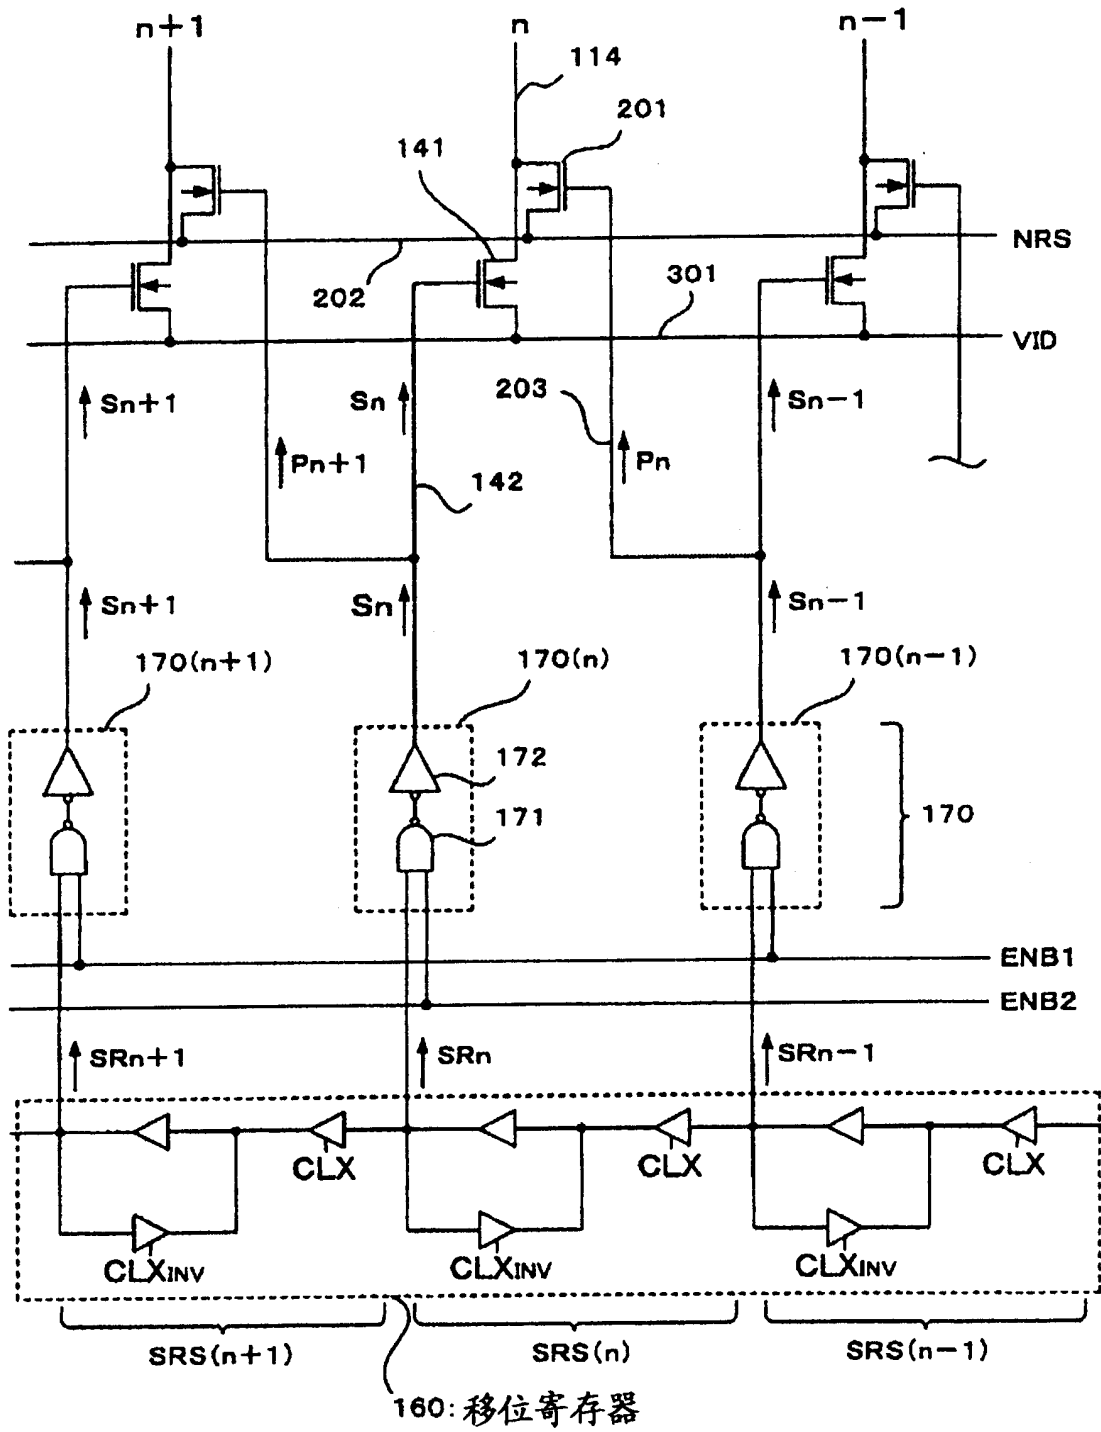 n+1 n n-1
114
201
141
NRS
202 301
VID
Sn+1 Sn 203 Sn-1
Pn+1 Pn
142
Sn+1 Sn Sn-1
170(n+1) 170(n) 170(n-1)
172
171 170
ENB1
ENB2
SRn+1 SRn SRn-1
CLX CLX CLX
CLXINV CLXINV CLXINV
SRS(n+1) SRS(n) SRS(n-1)
160:移位寄存器